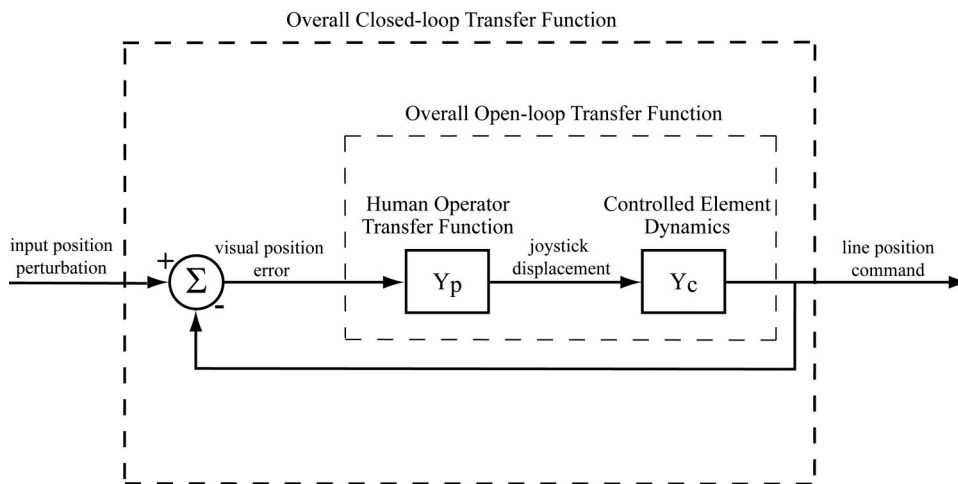 Overall Closed-loop Transfer Function
Overall Open-loop Transfer Function
Human Operator
Transfer Function
Controlled Element
Dynamics
input position
perturbation
+
Σ
-
visual position
error
Yp
joystick
displacement
Yc
line position
command